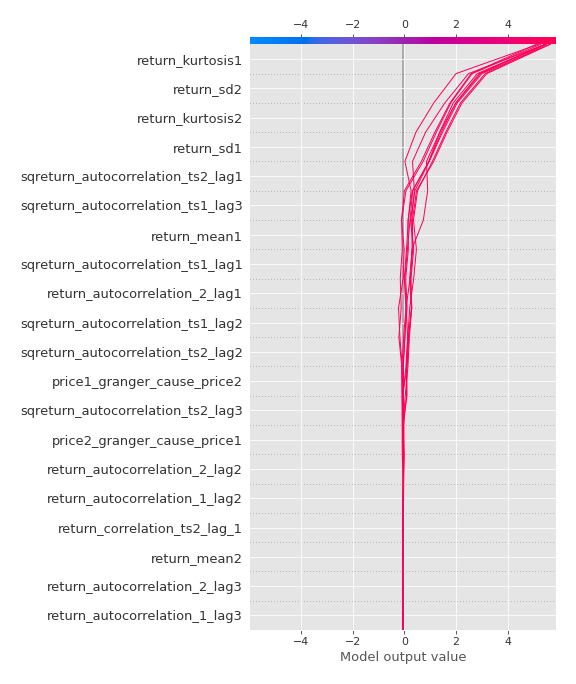 −4 −2 0 2 4
return_kurtosis1
return_sd2
return_kurtosis2
return_sd1
sqreturn_autocorrelation_ts2_lag1
sqreturn_autocorrelation_ts1_lag3
return_mean1
sqreturn_autocorrelation_ts1_lag1
return_autocorrelation_2_lag1
sqreturn_autocorrelation_ts1_lag2
sqreturn_autocorrelation_ts2_lag2
price1_granger_cause_price2
sqreturn_autocorrelation_ts2_lag3
price2_granger_cause_price1
return_autocorrelation_2_lag2
return_autocorrelation_1_lag2
return_correlation_ts2_lag_1
return_mean2
return_autocorrelation_2_lag3
return_autocorrelation_1_lag3
−4 −2 0 2 4
Model output value